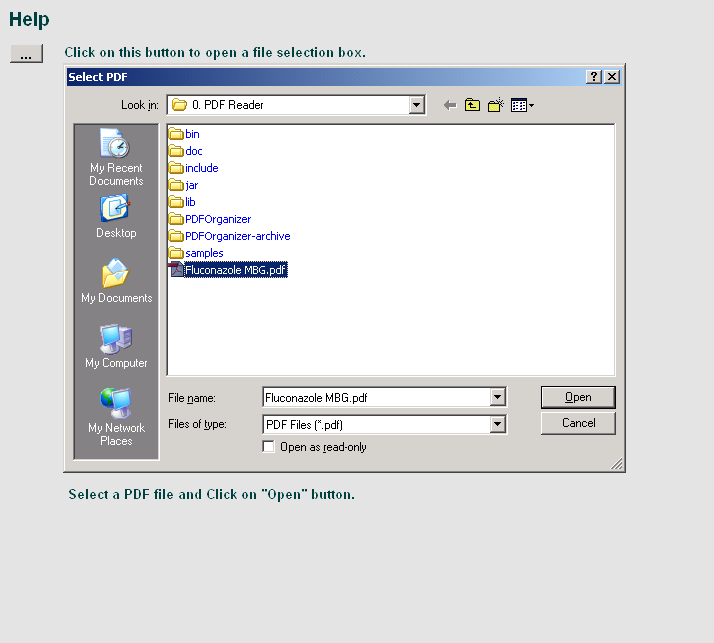 Help
...
Click on this button to open a file selection box.
Select PDF
Look in:
0. PDF Reader
My Recent
Documents
Desktop
My Documents
My Computer
My Network
Places
bin
doc
include
jar
lib
PDFOrganizer
PDFOrganizer-archive
samples
Fluconazole MBG.pdf
File name:
Fluconazole MBG.pdf
Open
Files of type:
PDF Files (*.pdf)
Cancel
Open as read-only
Select a PDF file and Click on "Open" button.